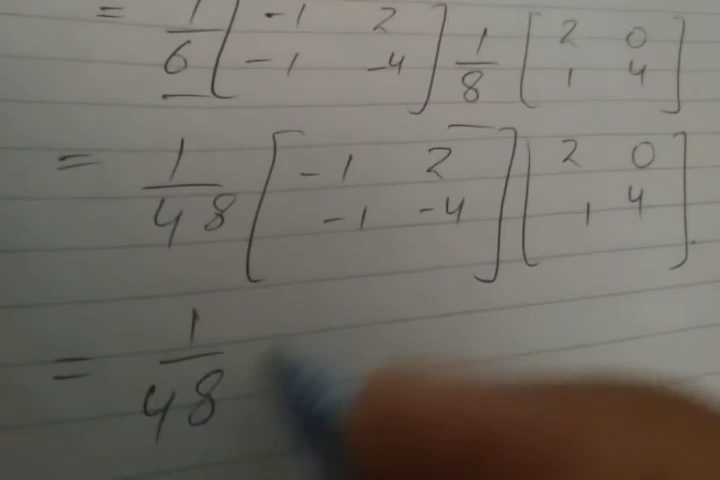 = 1/6 [ -1 2 ; -1 -4 ] 1/8 [ 2 0 ; 1 4 ]
= 1/48 [ -1 2 ; -1 -4 ] [ 2 0 ; 1 4 ]
= 1/48